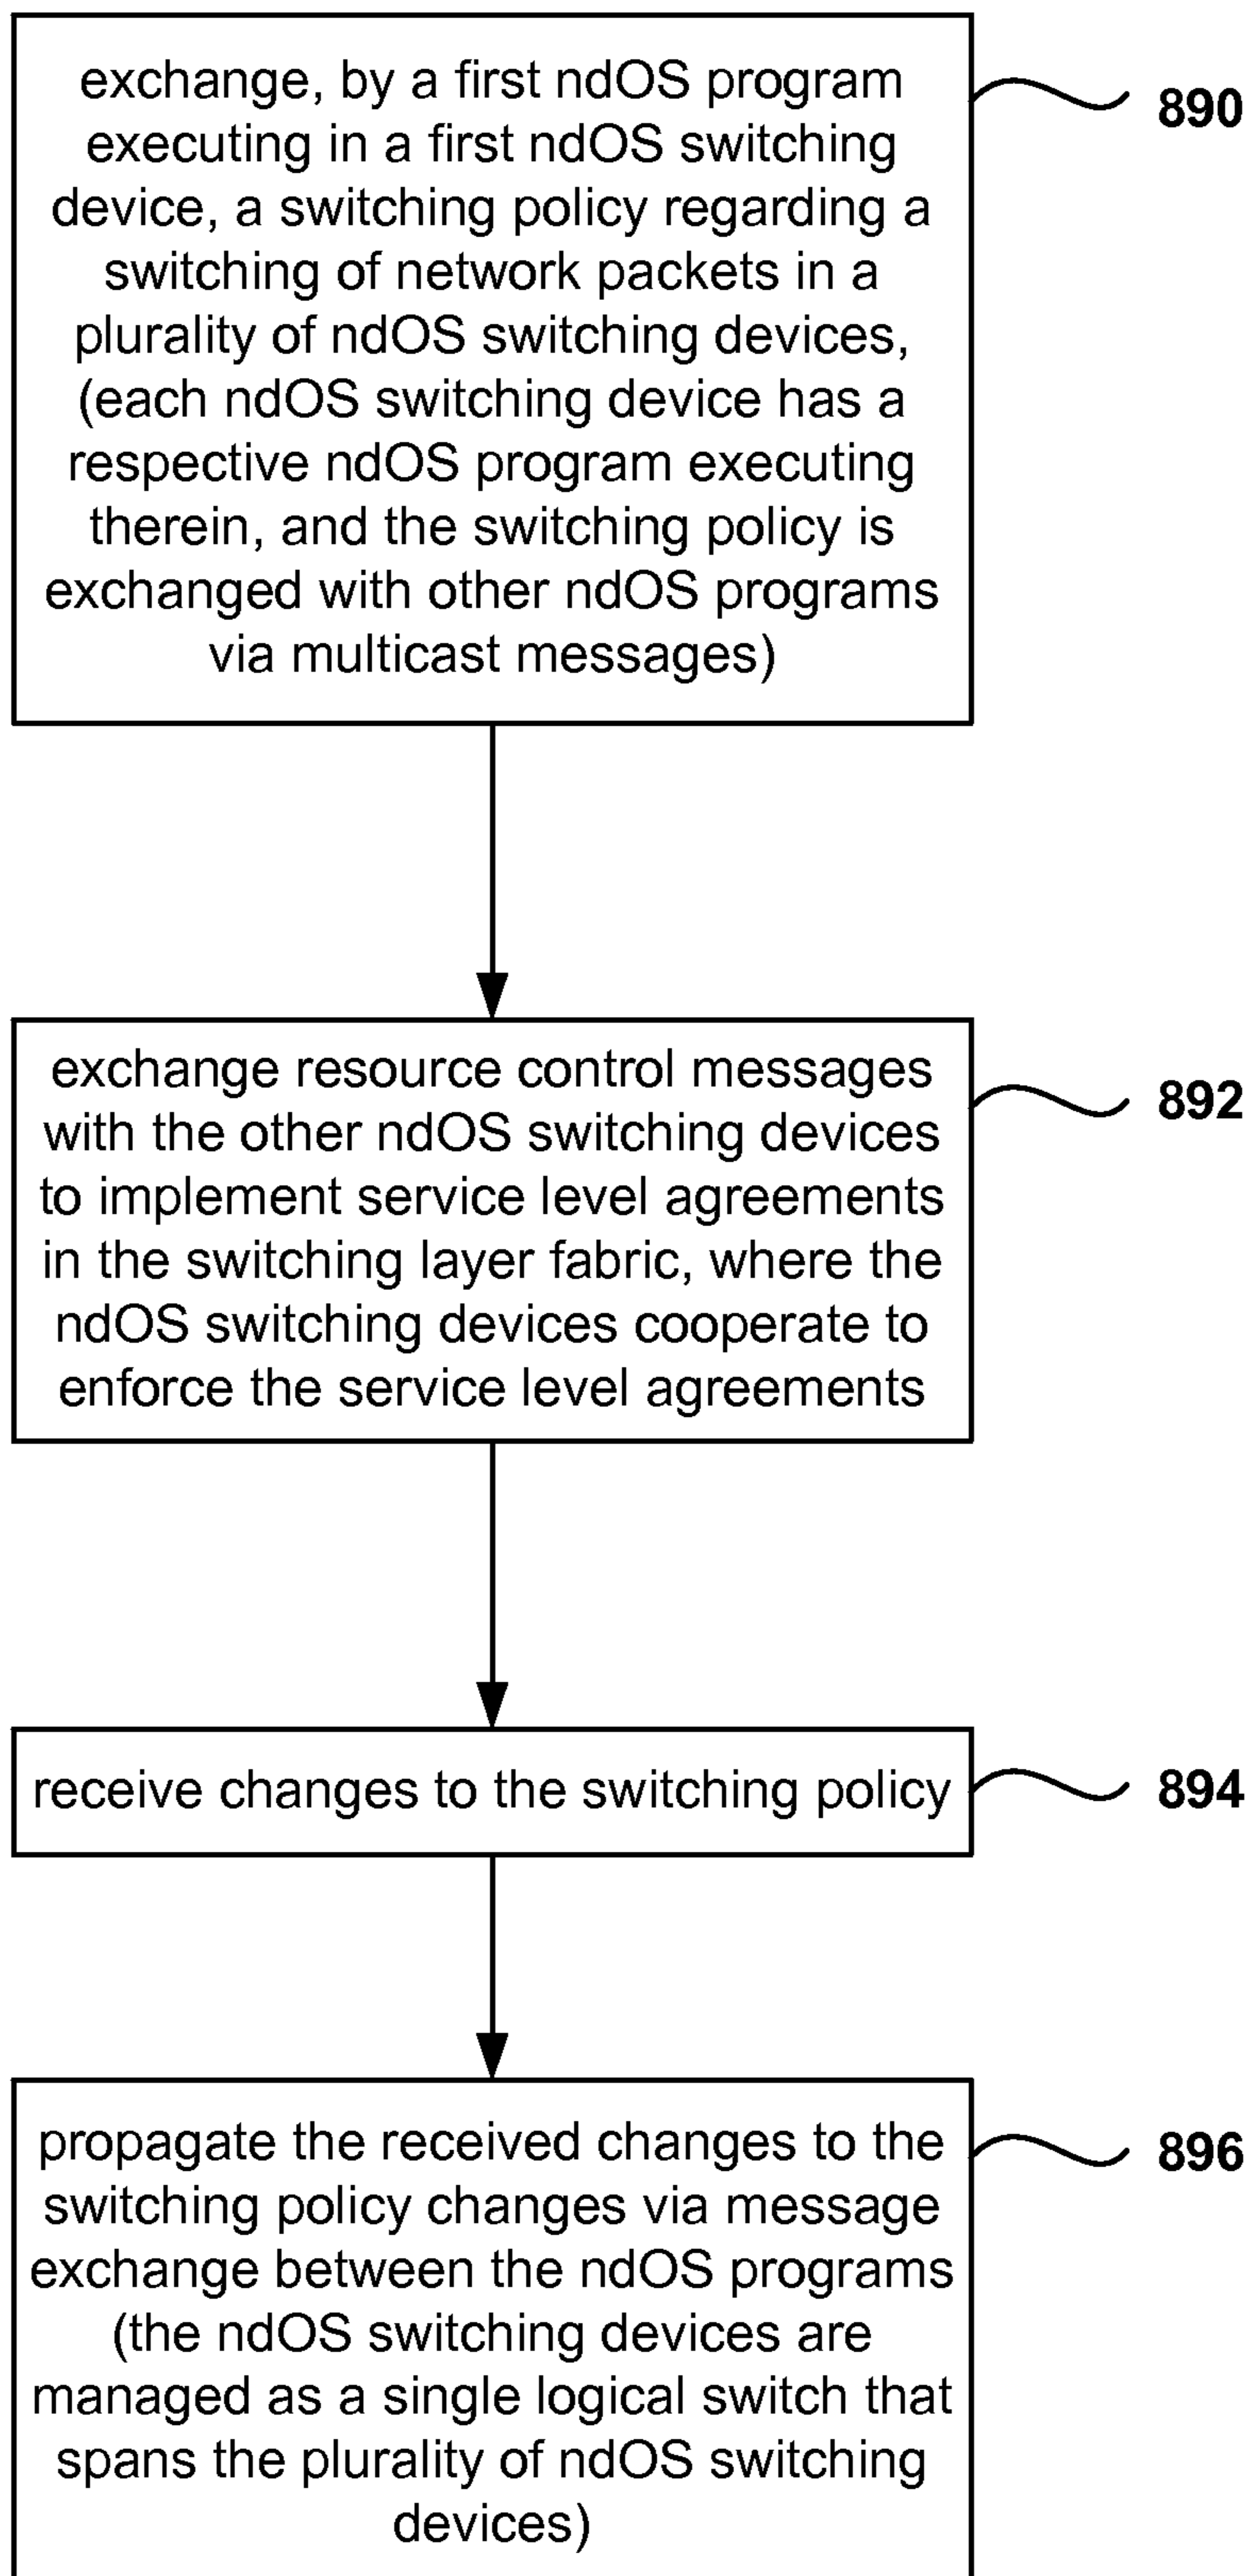 exchange, by a first ndOS program
executing in a first ndOS switching
device, a switching policy regarding a
switching of network packets in a
plurality of ndOS switching devices,
(each ndOS switching device has a
respective ndOS program executing
therein, and the switching policy is
exchanged with other ndOS programs
via multicast messages)
890
exchange resource control messages
with the other ndOS switching devices
to implement service level agreements
in the switching layer fabric, where the
ndOS switching devices cooperate to
enforce the service level agreements
892
receive changes to the switching policy
894
propagate the received changes to the
switching policy changes via message
exchange between the ndOS programs
(the ndOS switching devices are
managed as a single logical switch that
spans the plurality of ndOS switching
devices)
896